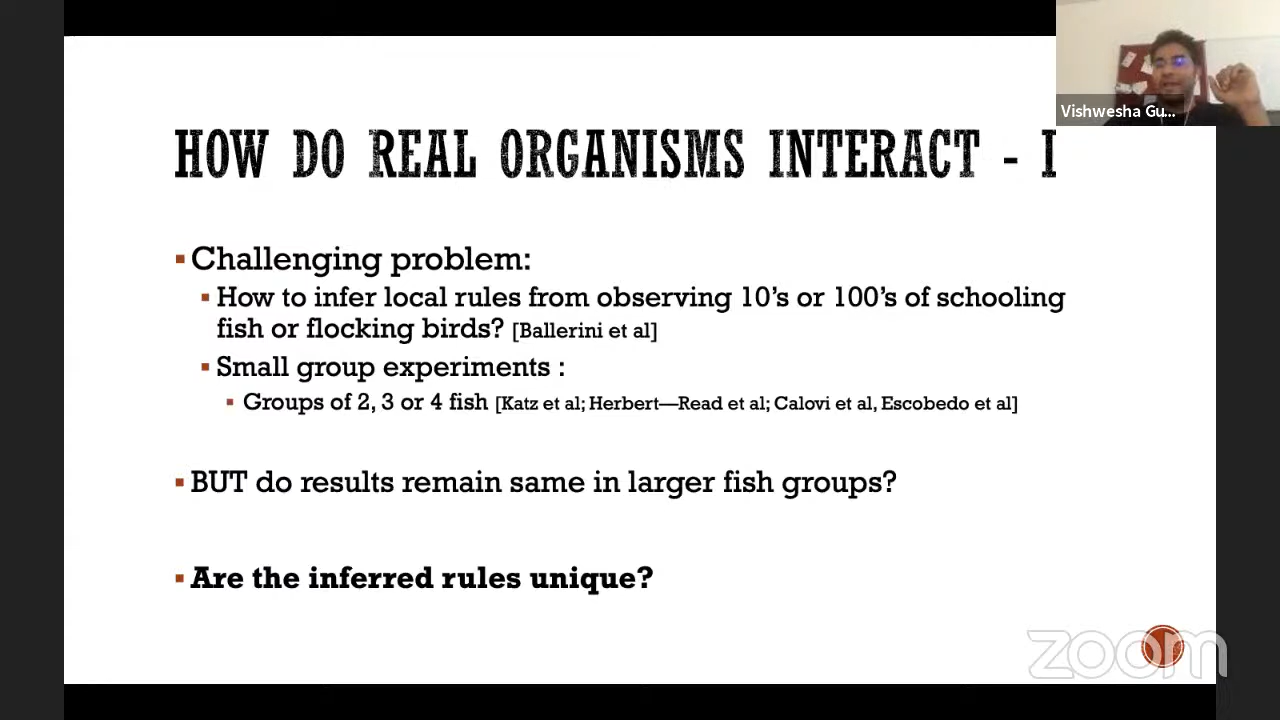 Vishwesha Gu...
HOW DO REAL ORGANISMS INTERACT - I
▪ Challenging problem:
▪ How to infer local rules from observing 10's or 100's of schooling
fish or flocking birds? [Ballerini et al]
▪ Small group experiments :
▪ Groups of 2, 3 or 4 fish [Katz et al; Herbert—Read et al; Calovi et al, Escobedo et al]
▪ BUT do results remain same in larger fish groups?
▪ Are the inferred rules unique?
zoom